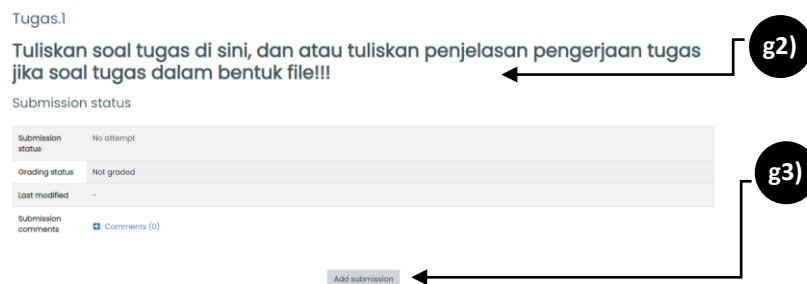 Tugas.1
Tuliskan soal tugas di sini, dan atau tuliskan penjelasan pengerjaan tugas
jika soal tugas dalam bentuk file!!!
g2)
Submission status
Submission status No attempt
Grading status Not graded
g3)
Last modified -
Submission comments Comments (0)
Add submission